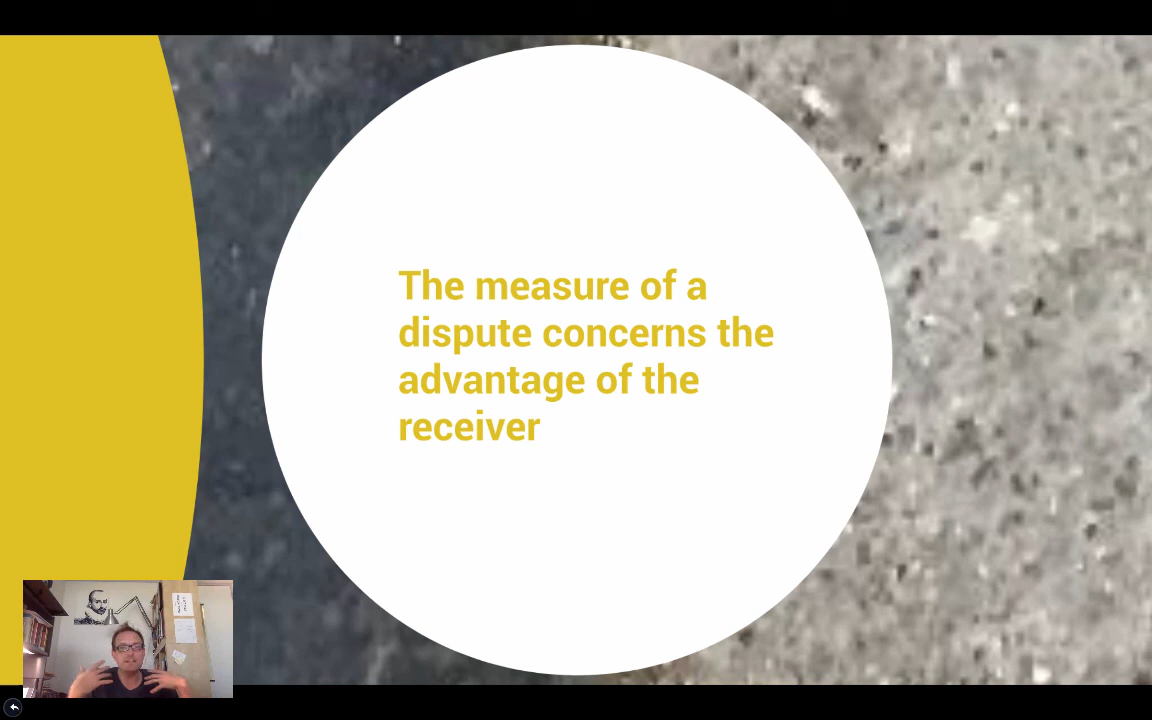 The measure of a
dispute concerns the
advantage of the
receiver